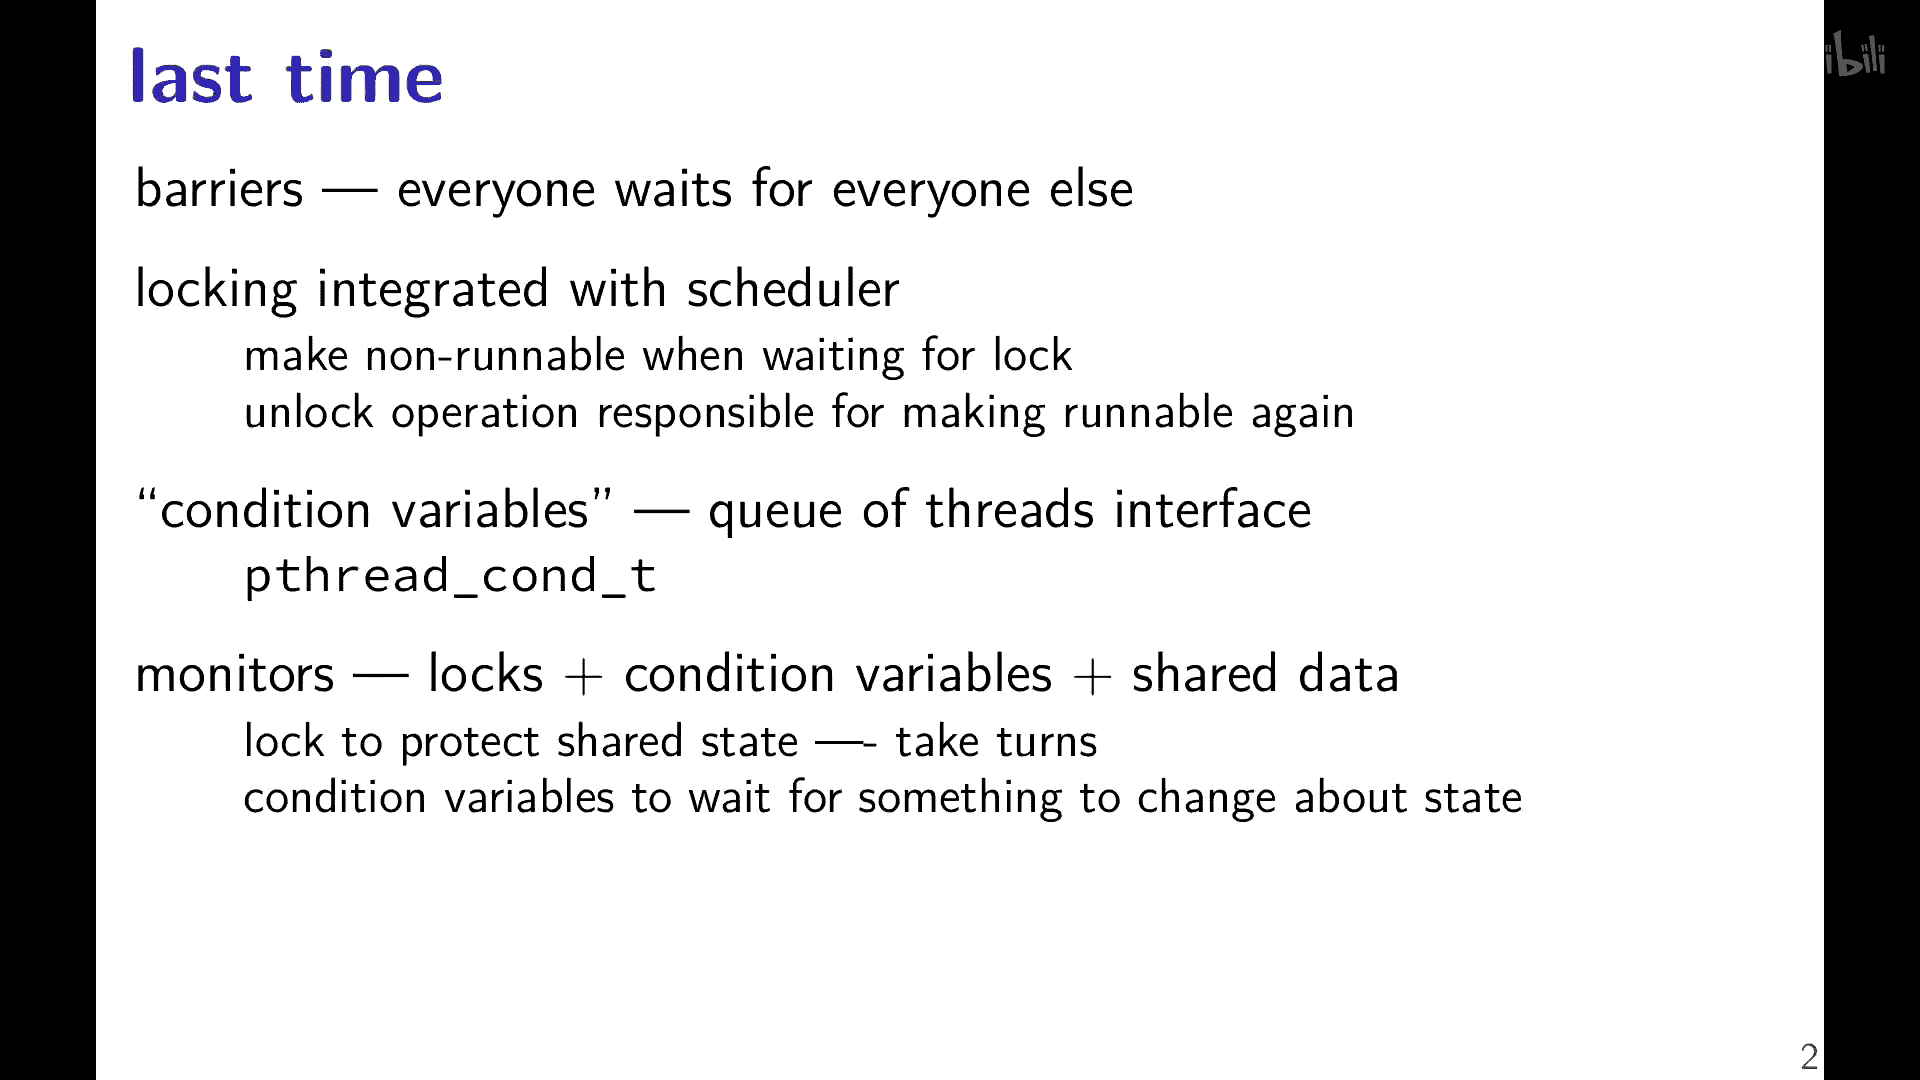 last time
barriers — everyone waits for everyone else
locking integrated with scheduler
make non-runnable when waiting for lock
unlock operation responsible for making runnable again
“condition variables” — queue of threads interface
pthread_cond_t
monitors — locks + condition variables + shared data
lock to protect shared state —- take turns
condition variables to wait for something to change about state
2